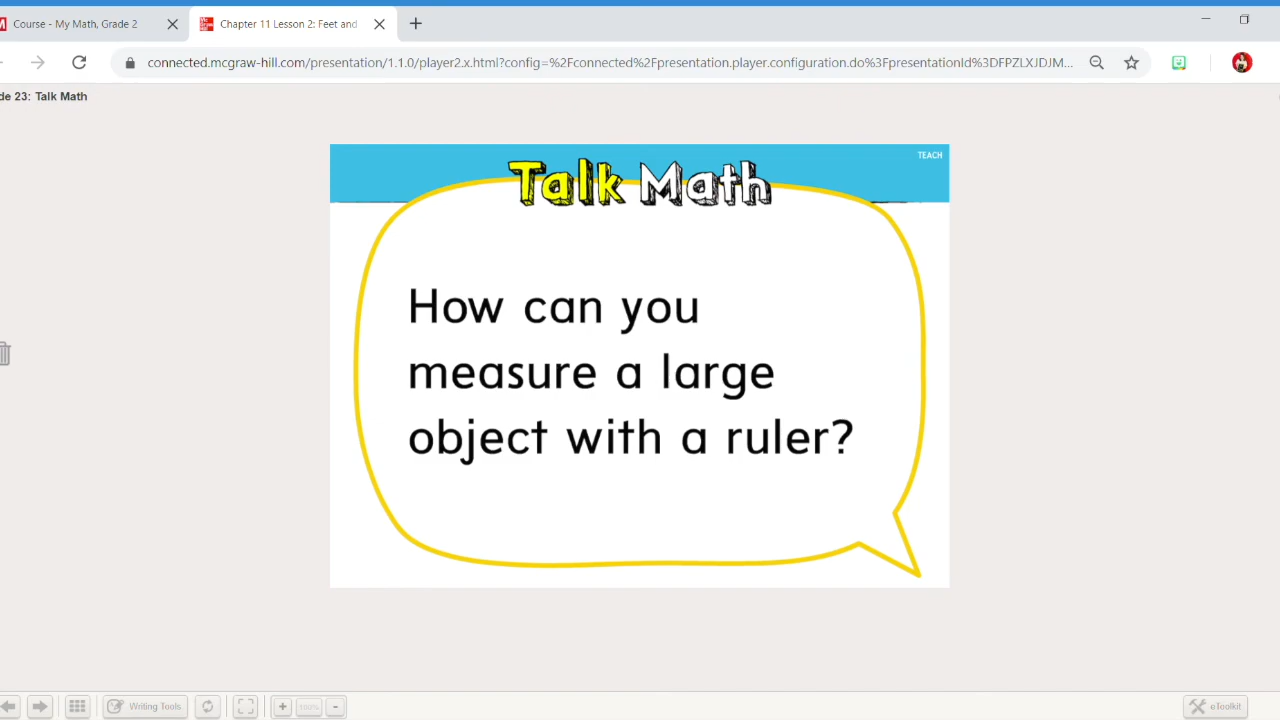 Course - My Math, Grade 2
Chapter 11 Lesson 2: Feet and
connected.mcgraw-hill.com/presentation/1.1.0/player2.x.html?config=%2Fconnected%2Fpresentation.player.configuration.do%3FpresentationId%3DFPZLXJDJM...
de 23: Talk Math
TEACH
Talk Math
How can you
measure a large
object with a ruler?
Writing Tools
100%
eToolkit